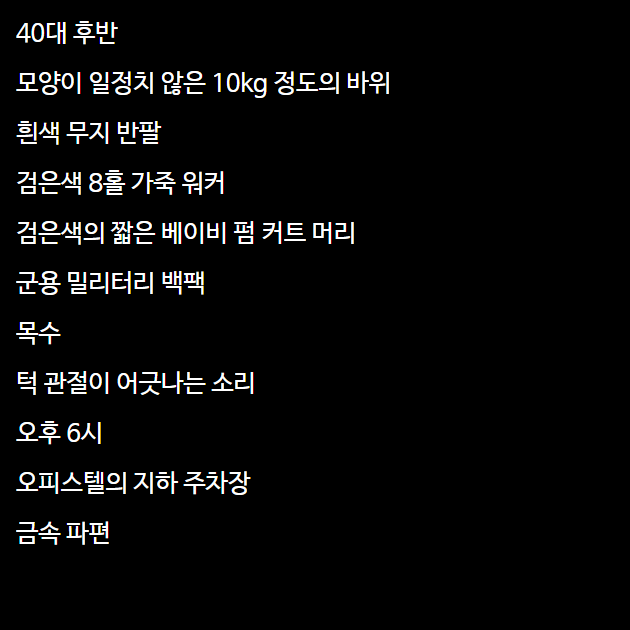 40대 후반
모양이 일정치 않은 10kg 정도의 바위
흰색 무지 반팔
검은색 8홀 가죽 워커
검은색의 짧은 베이비 펌 커트 머리
군용 밀리터리 백팩
목수
턱 관절이 어긋나는 소리
오후 6시
오피스텔의 지하 주차장
금속 파편